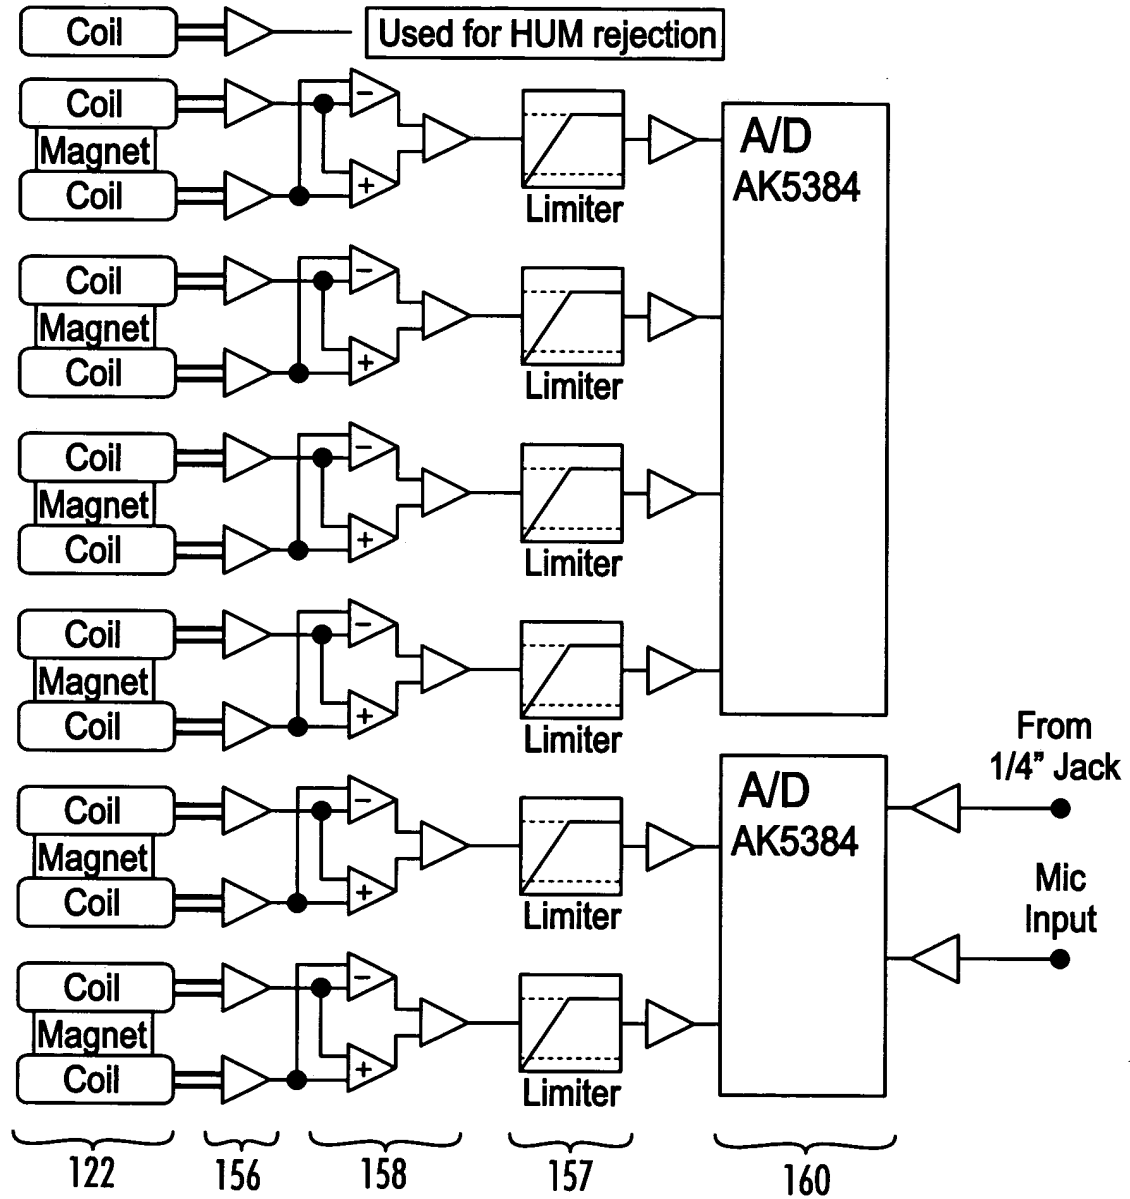 Coil
Used for HUM rejection
Coil
−
Magnet
Coil
+
Limiter
A/D
AK5384
Coil
−
Magnet
Coil
+
Limiter
Coil
−
Magnet
Coil
+
Limiter
Coil
−
Magnet
Coil
+
Limiter
From
1/4” Jack
Coil
−
Magnet
Coil
+
Limiter
A/D
AK5384
Mic
Input
Coil
−
Magnet
Coil
+
Limiter
122
156
158
157
160